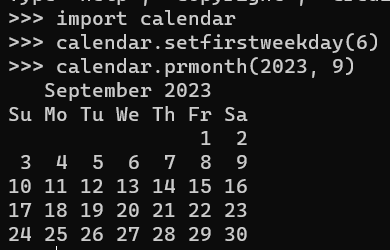 >>> import calendar
>>> calendar.setfirstweekday(6)
>>> calendar.prmonth(2023, 9)
   September 2023
Su Mo Tu We Th Fr Sa
                1  2
 3  4  5  6  7  8  9
10 11 12 13 14 15 16
17 18 19 20 21 22 23
24 25 26 27 28 29 30